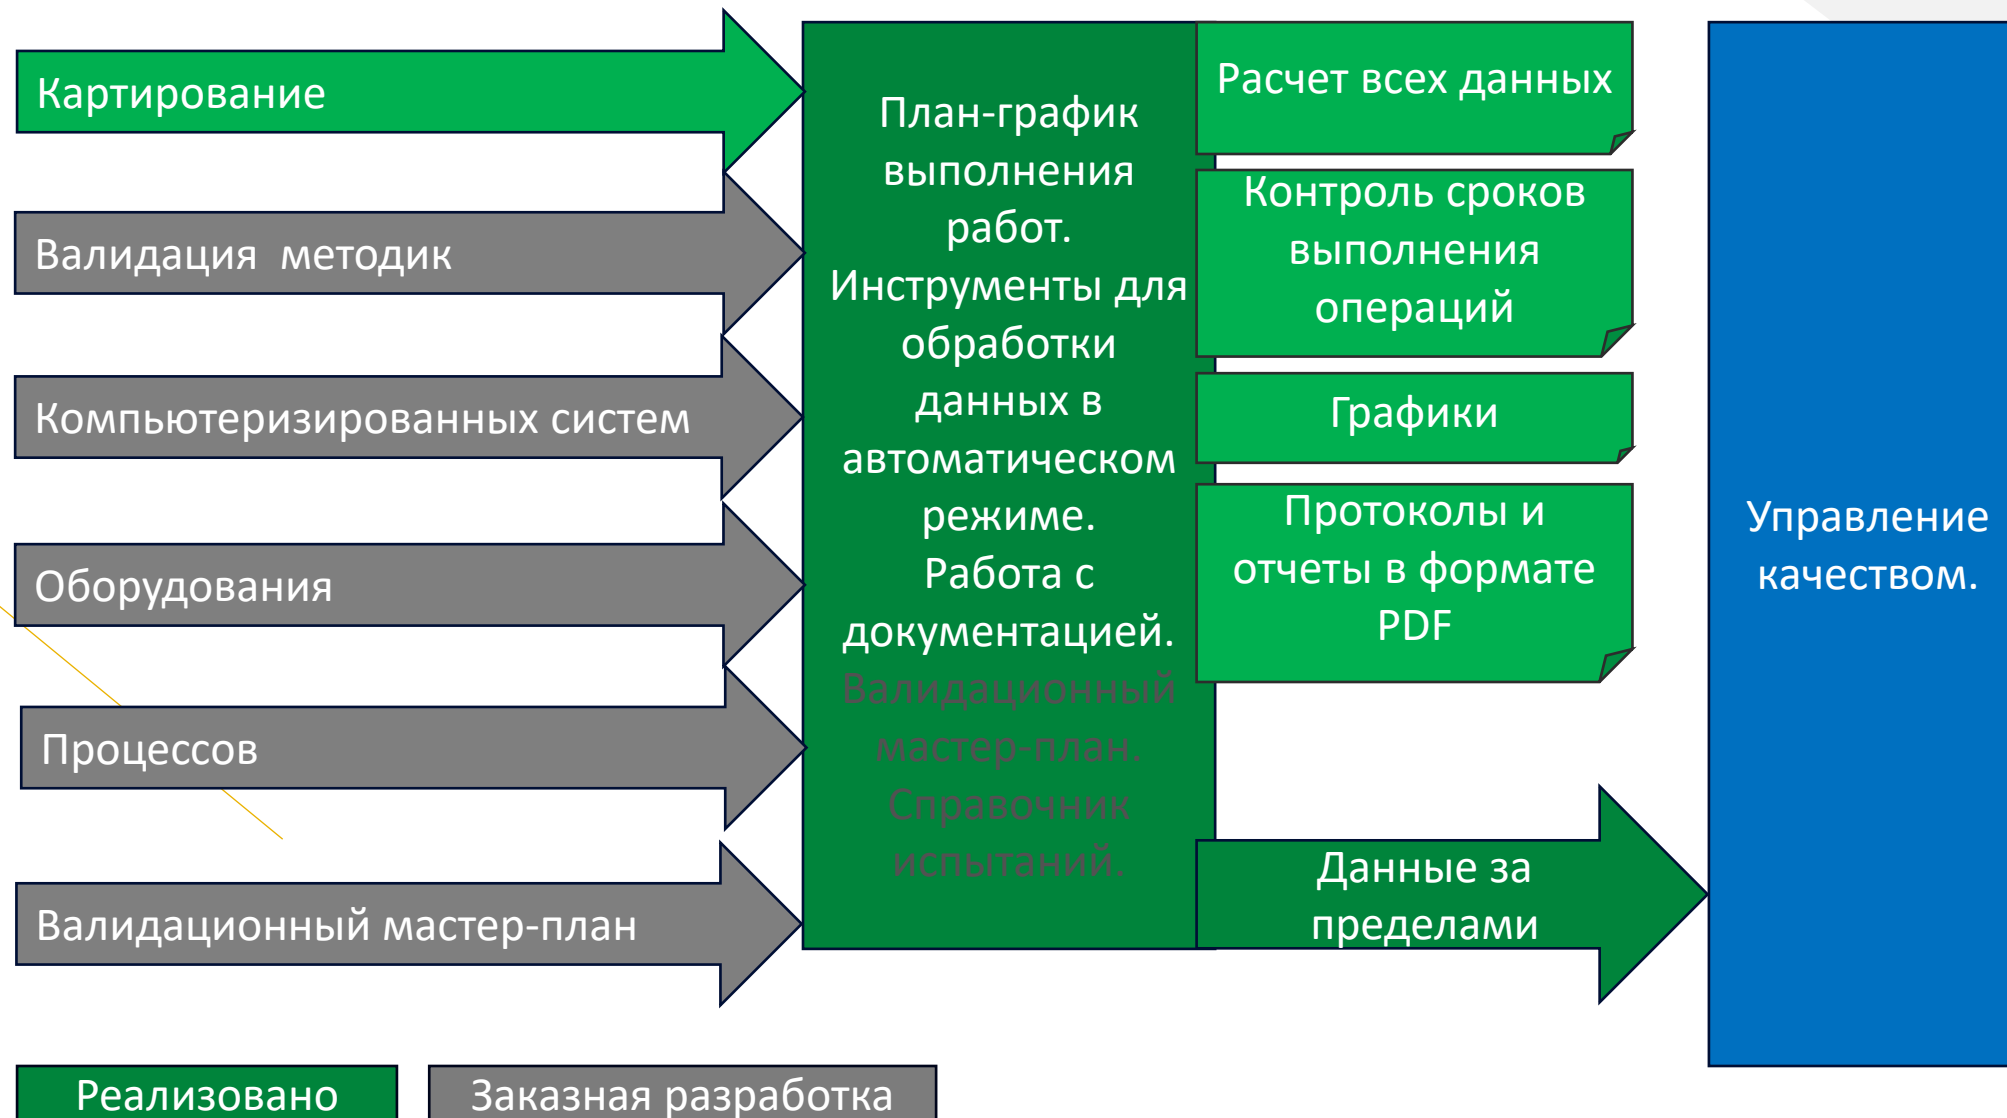 Картирование
Валидация  методик
Компьютеризированных систем
Оборудования
Процессов
Валидационный мастер-план
План-график
выполнения
работ.
Инструменты для
обработки
данных в
автоматическом
режиме.
Работа с
документацией.
Валидационный
мастер-план.
Справочник
испытаний.
Расчет всех данных
Контроль сроков
выполнения
операций
Графики
Протоколы и
отчеты в формате
PDF
Данные за
пределами
Управление
качеством.
Реализовано
Заказная разработка